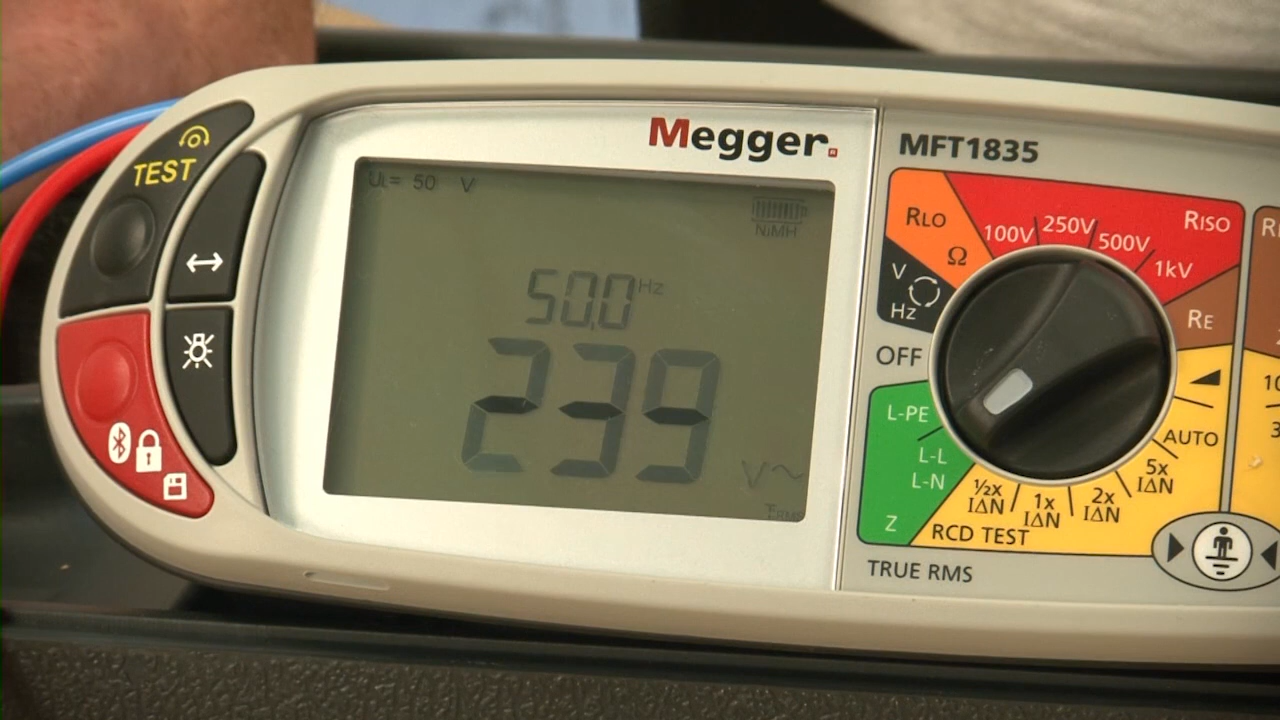 Megger.
MFT1835
TEST
UL= 50 V
NiMH
50.0 Hz
239
V~
TRMS
RLO
Ω
100V
250V
500V
1kV
RISO
V
Hz
RE
OFF
L-PE
L-L
L-N
Z
½x
IΔN
1x
IΔN
2x
IΔN
5x
IΔN
AUTO
RCD TEST
TRUE RMS